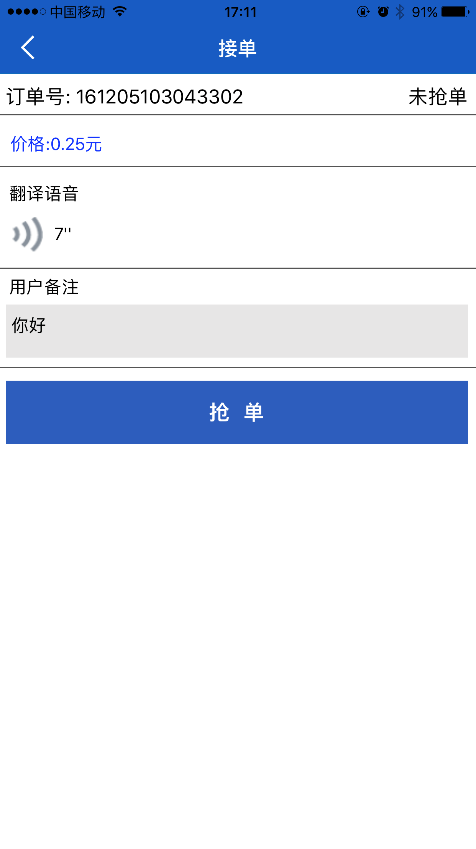 中国移动 17:11 91%
接单
订单号: 161205103043302 未抢单
价格:0.25元
翻译语音
7''
用户备注
你好
抢 单